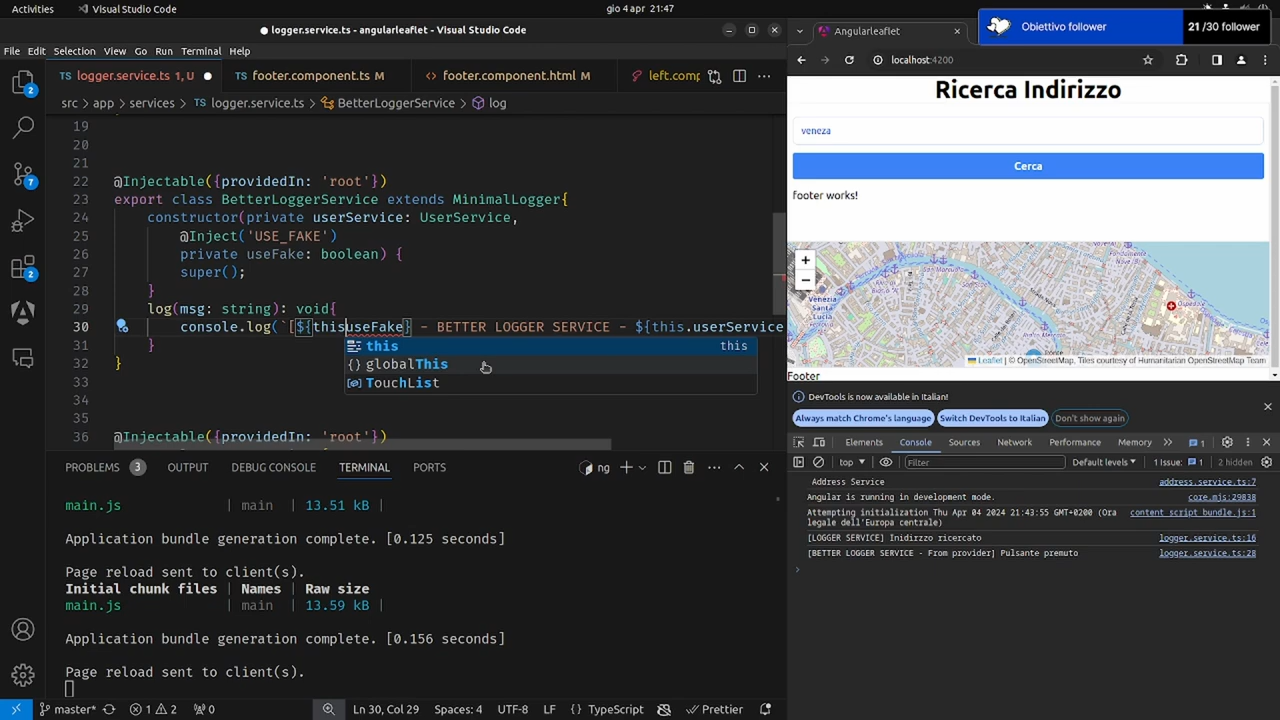 Activities
Visual Studio Code
gio 4 apr 21:47
logger.service.ts - angularleaflet - Visual Studio Code
File Edit Selection View Go Run Terminal Help
TS logger.service.ts 1, U
TS footer.component.ts M
<> footer.component.html M
left.comp
src > app > services > TS logger.service.ts > BetterLoggerService > log
19
20
21
22 @Injectable({providedIn: 'root'})
23 export class BetterLoggerService extends MinimalLogger{
24 constructor(private userService: UserService,
25 @Inject('USE_FAKE')
26 private useFake: boolean) {
27 super();
28 }
29 log(msg: string): void{
30 console.log(`[${thisuseFake} - BETTER LOGGER SERVICE - ${this.userService
31 }
32 }
33
34
35
36 @Injectable({providedIn: 'root'})
this this
globalThis
TouchList
PROBLEMS 3 OUTPUT DEBUG CONSOLE TERMINAL PORTS
ng
main.js | main | 13.51 kB |
Application bundle generation complete. [0.125 seconds]
Page reload sent to client(s).
Initial chunk files | Names | Raw size
main.js | main | 13.59 kB |
Application bundle generation complete. [0.156 seconds]
Page reload sent to client(s).
master* 1 2 0 Ln 30, Col 29 Spaces: 4 UTF-8 LF {} TypeScript Prettier
2
7
2
Obiettivo follower
21 /30 follower
Angularleaflet
localhost:4200
Ricerca Indirizzo
veneza
Cerca
footer works!
+
−
Venezia
Santa
Lucia
Ospedale
Leaflet | © OpenStreetMap, Tiles courtesy of Humanitarian OpenStreetMap Team
Footer
DevTools is now available in Italian!
Always match Chrome's language
Switch DevTools to Italian
Don't show again
Elements Console Sources Network Performance Memory » 1
top Filter Default levels 1 Issue: 1 2 hidden
Address Service address.service.ts:7
Angular is running in development mode. core.mjs:29838
Attempting initialization Thu Apr 04 2024 21:43:55 GMT+0200 (Ora content script bundle.js:1
legale dell'Europa centrale)
[LOGGER SERVICE] Inidirzzo ricercato logger.service.ts:16
[BETTER LOGGER SERVICE - From provider] Pulsante premuto logger.service.ts:28